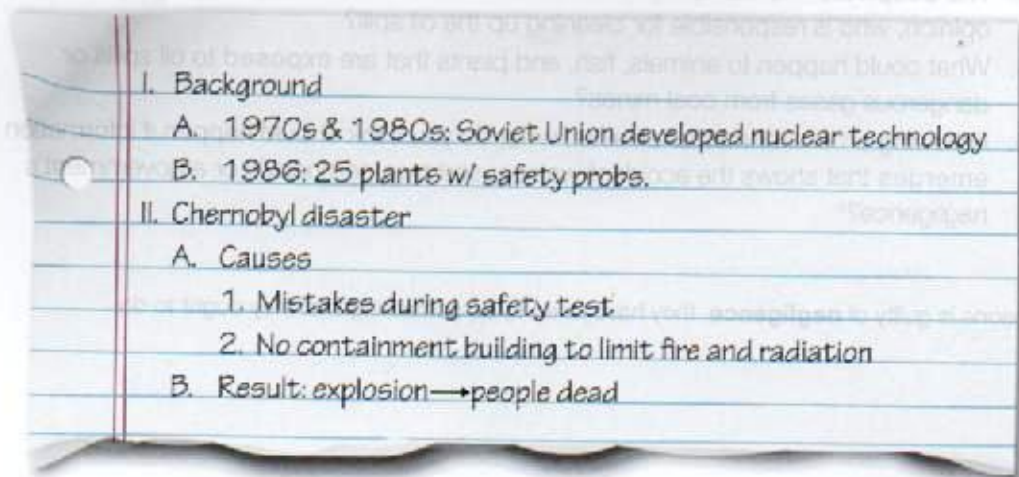 I. Background
A. 1970s & 1980s: Soviet Union developed nuclear technology
B. 1986: 25 plants w/ safety probs.
II. Chernobyl disaster
A. Causes
1. Mistakes during safety test
2. No containment building to limit fire and radiation
B. Result: explosion→people dead